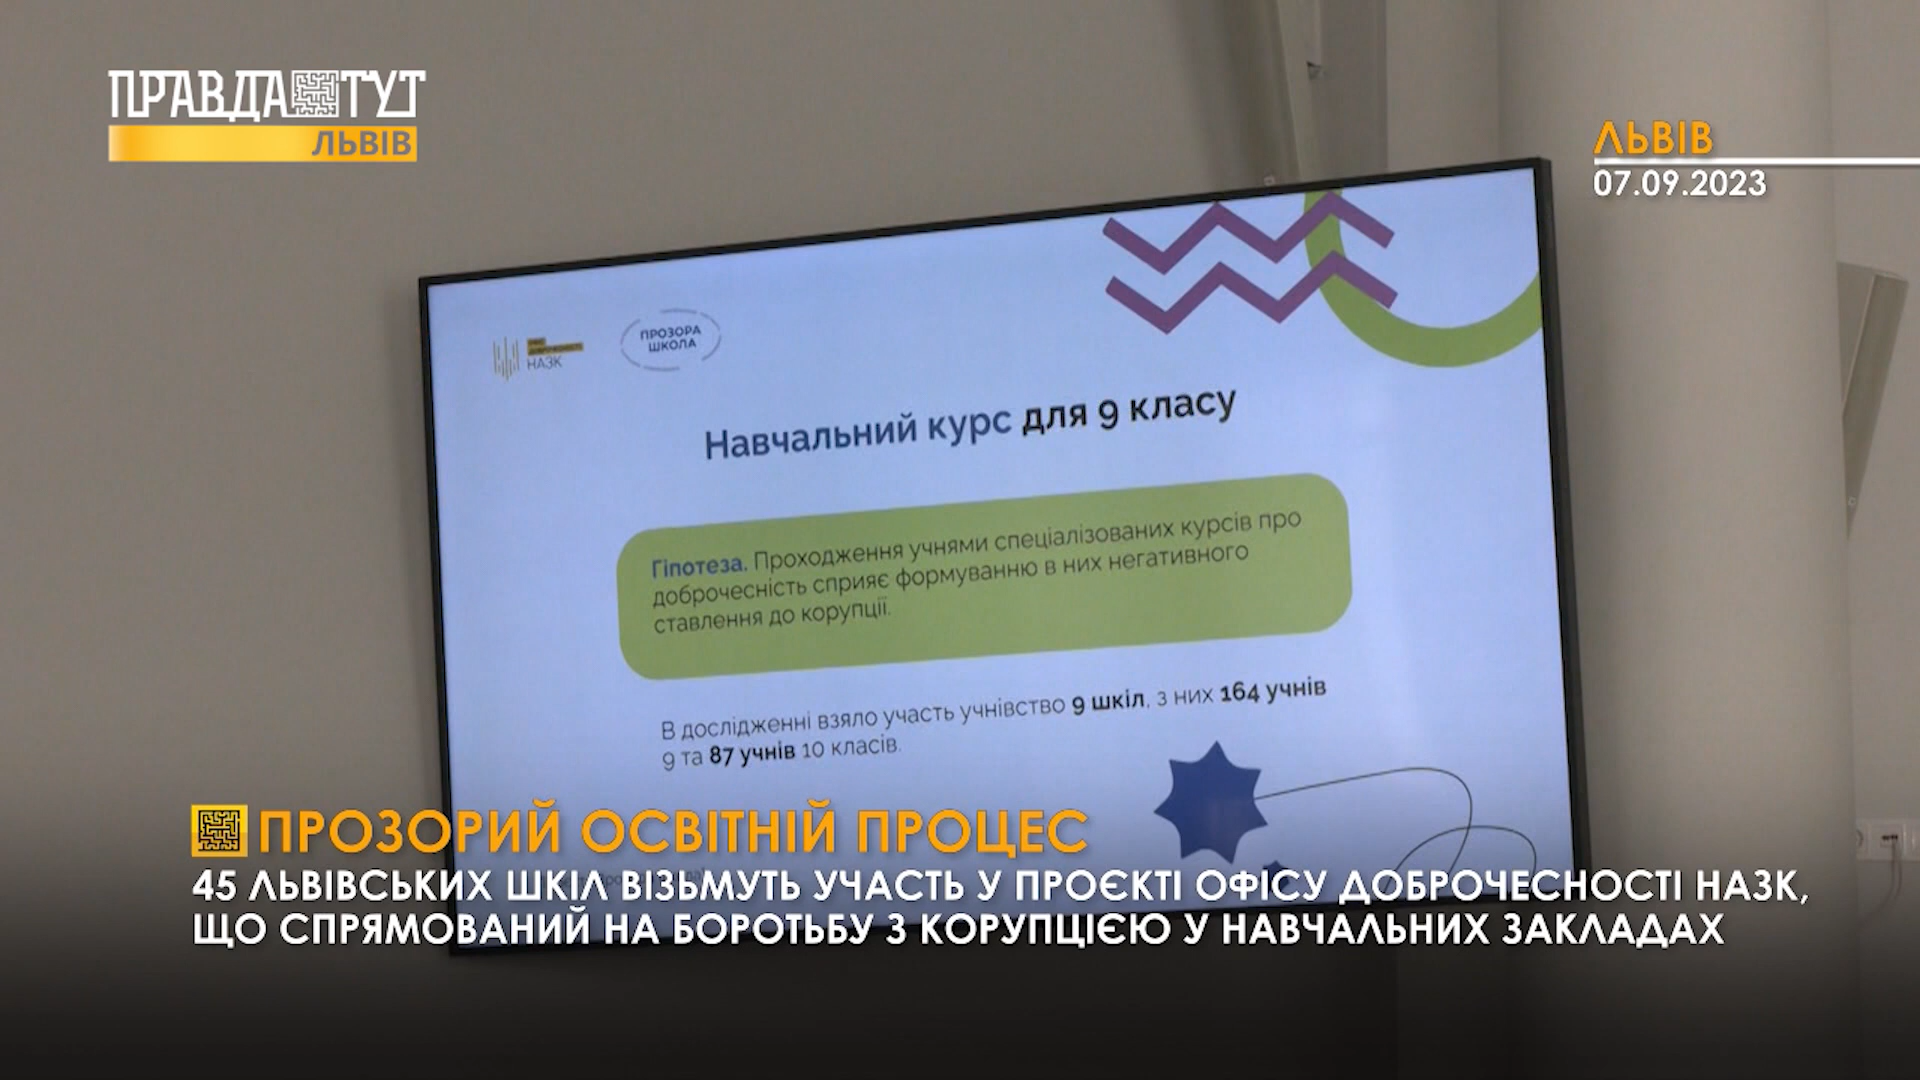 ПРАВДА ТУТ
ЛЬВІВ
ЛЬВІВ
07.09.2023
ДОБРОЧЕСНОСТІ
НАЗК
ПРОЗОРА
ШКОЛА
Навчальний курс для 9 класу
Гіпотеза. Проходження учнями спеціалізованих курсів про
доброчесність сприяє формуванню в них негативного
ставлення до корупції.
В дослідженні взяло участь учнівство 9 шкіл, з них 164 учнів
9 та 87 учнів 10 класів.
ПРОЗОРИЙ ОСВІТНІЙ ПРОЦЕС
45 ЛЬВІВСЬКИХ ШКІЛ ВІЗЬМУТЬ УЧАСТЬ У ПРОЄКТІ ОФІСУ ДОБРОЧЕСНОСТІ НАЗК,
ЩО СПРЯМОВАНИЙ НА БОРОТЬБУ З КОРУПЦІЄЮ У НАВЧАЛЬНИХ ЗАКЛАДАХ